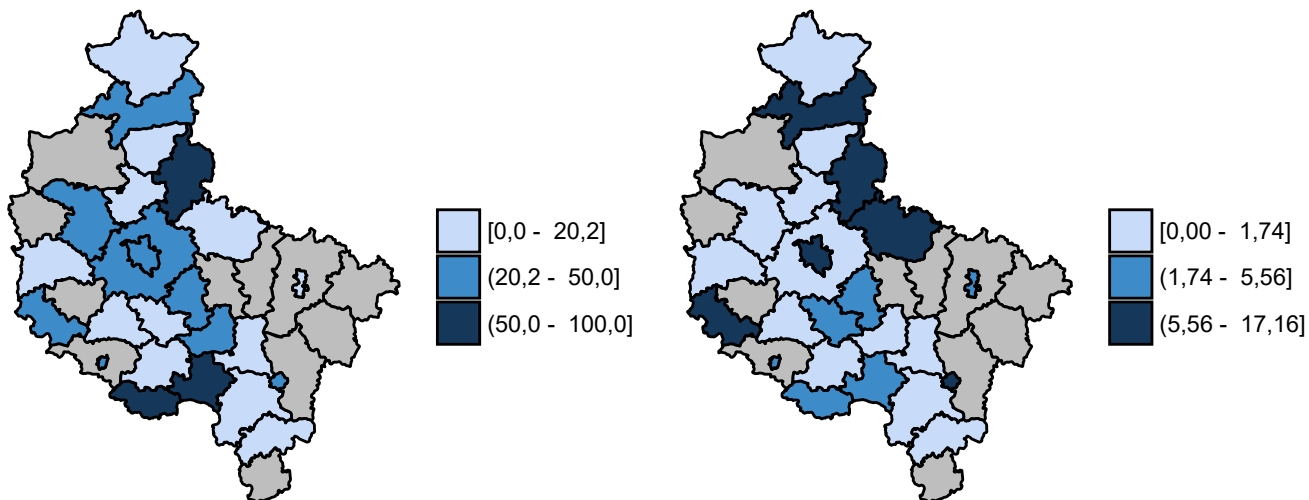 [0,0 - 20,2]
(20,2 - 50,0]
(50,0 - 100,0]
[0,00 - 1,74]
(1,74 - 5,56]
(5,56 - 17,16]